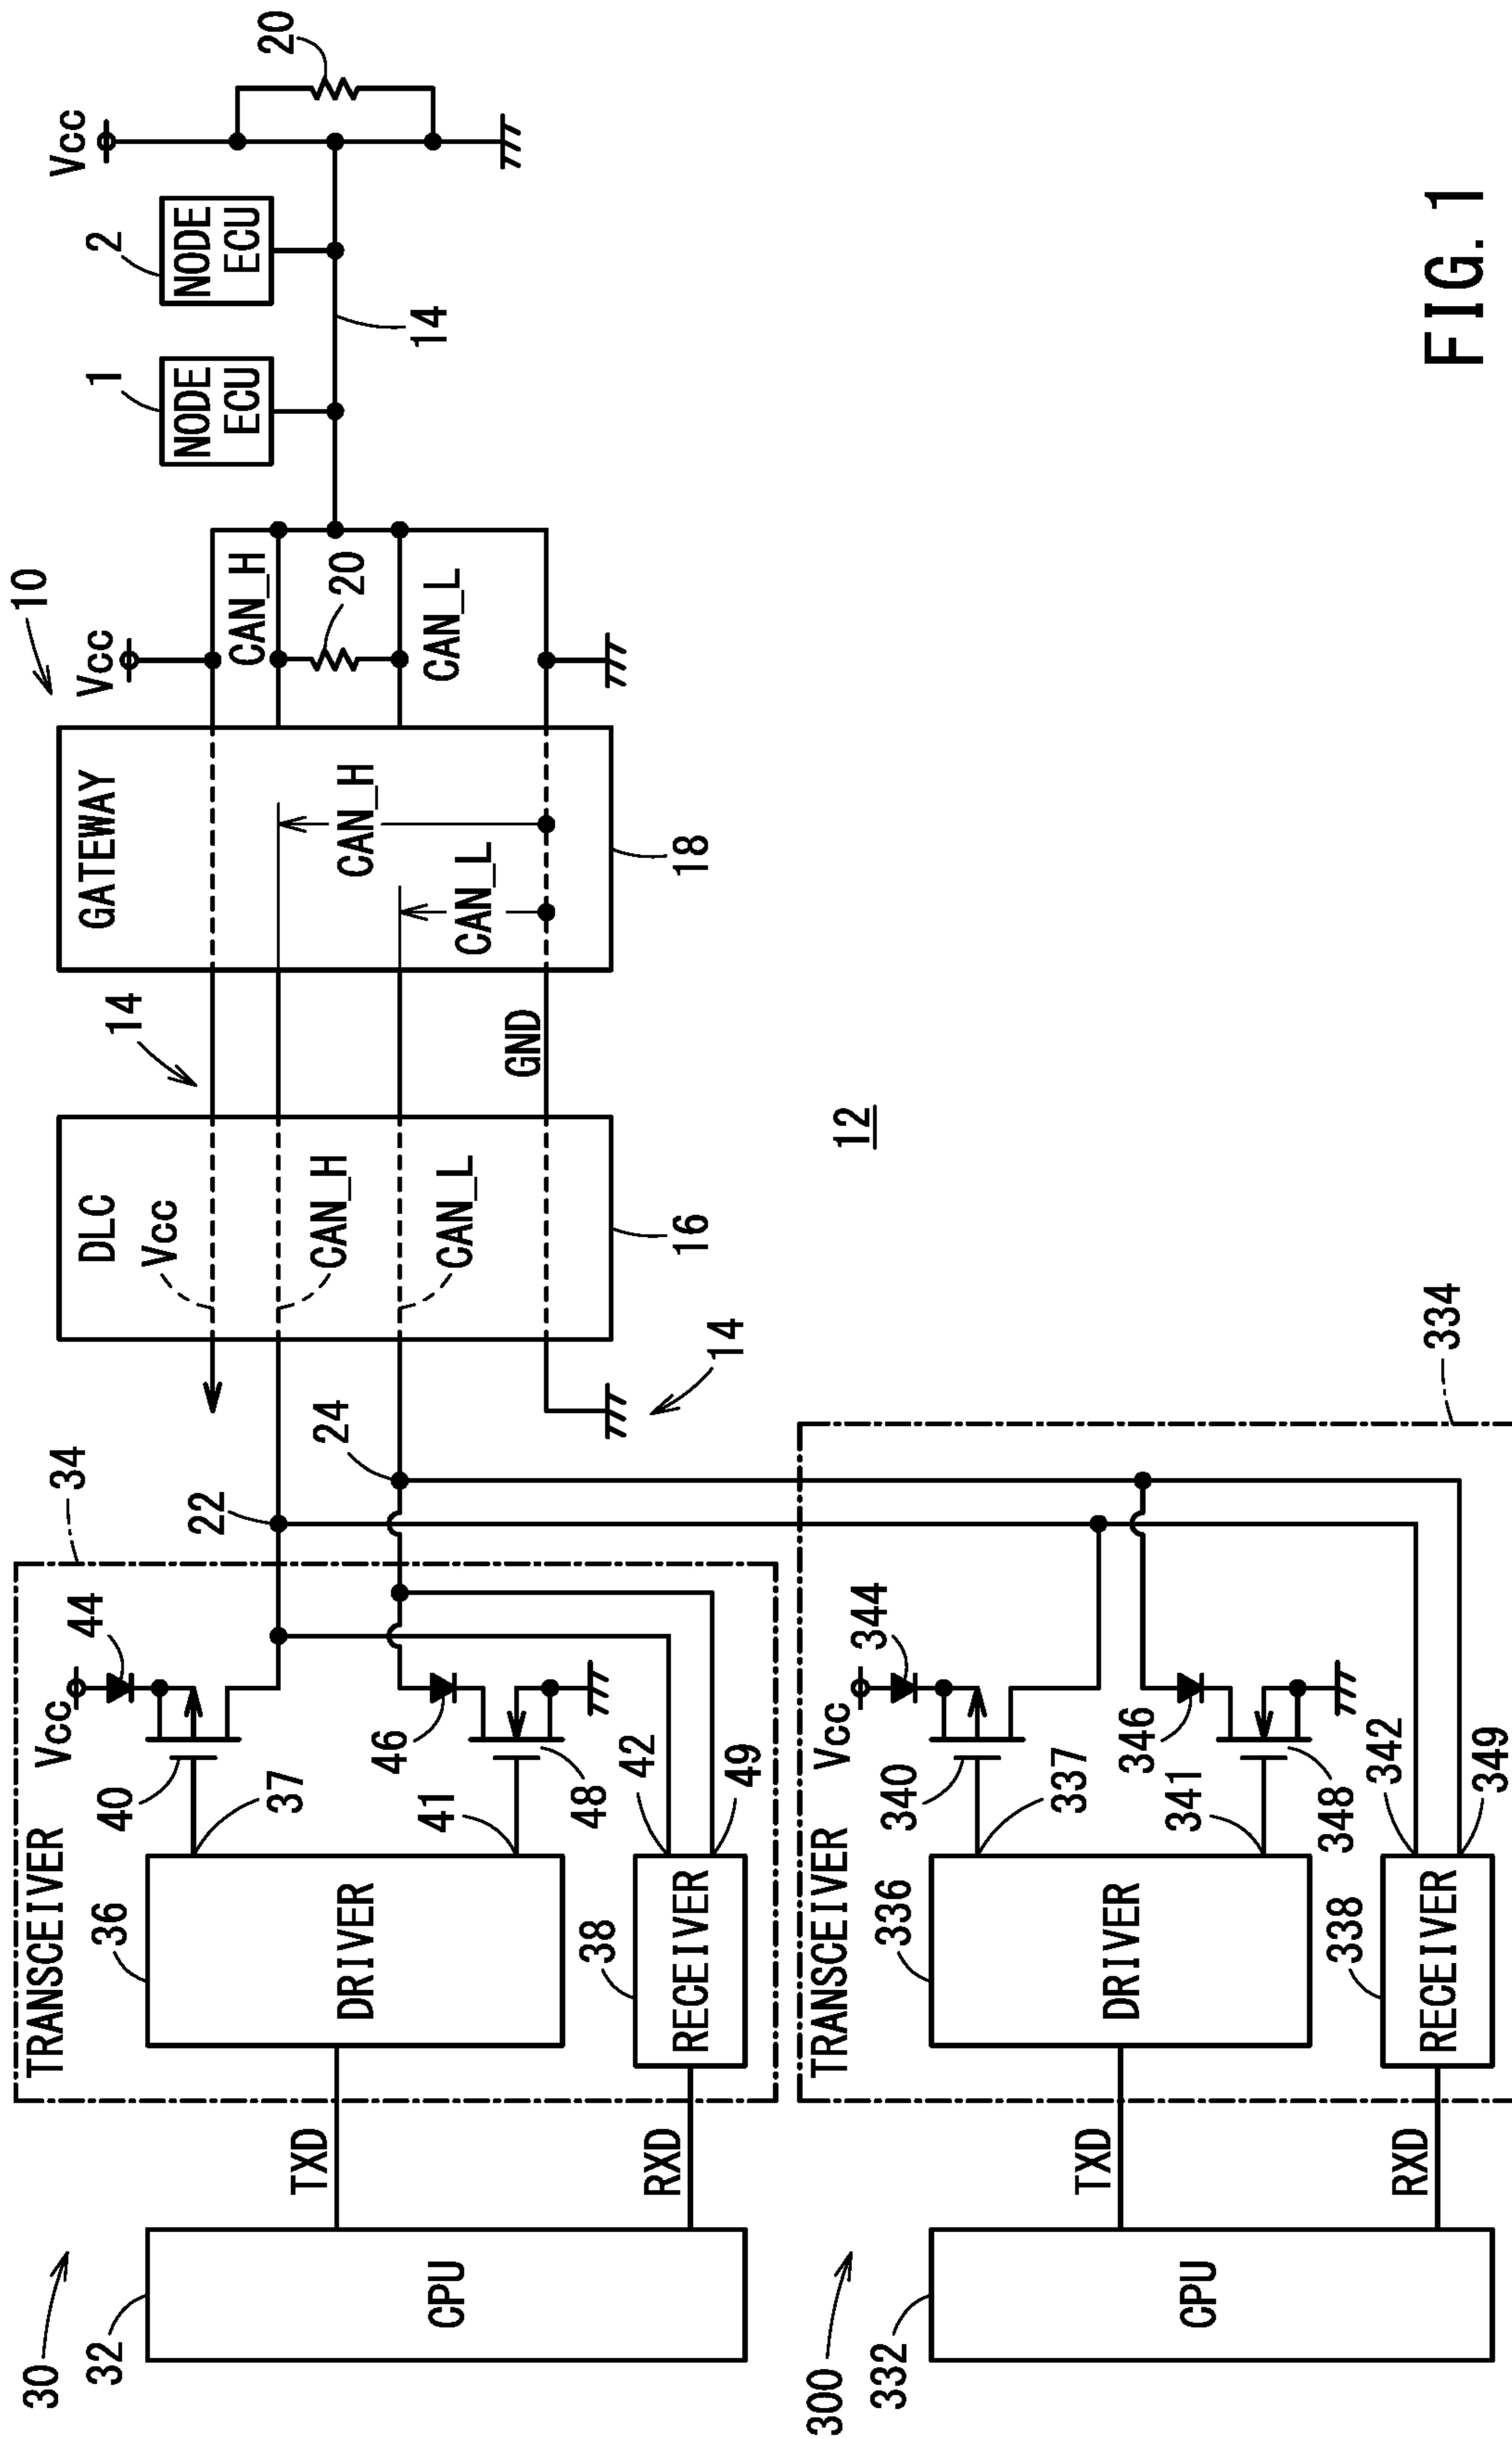 10
Vcc
1
NODE
ECU
2
NODE
ECU
Vcc
20
14
CAN_H
20
CAN_L
GATEWAY
CAN_H
CAN_L
18
14
GND
DLC
Vcc
CAN_H
CAN_L
16
14
12
22
24
34
TRANSCEIVER
Vcc
44
40
37
46
41
48
42
49
36
DRIVER
38
RECEIVER
TXD
RXD
30
32
CPU
334
TRANSCEIVER
Vcc
344
340
337
346
341
348
342
349
336
DRIVER
338
RECEIVER
TXD
RXD
300
332
CPU
FIG. 1